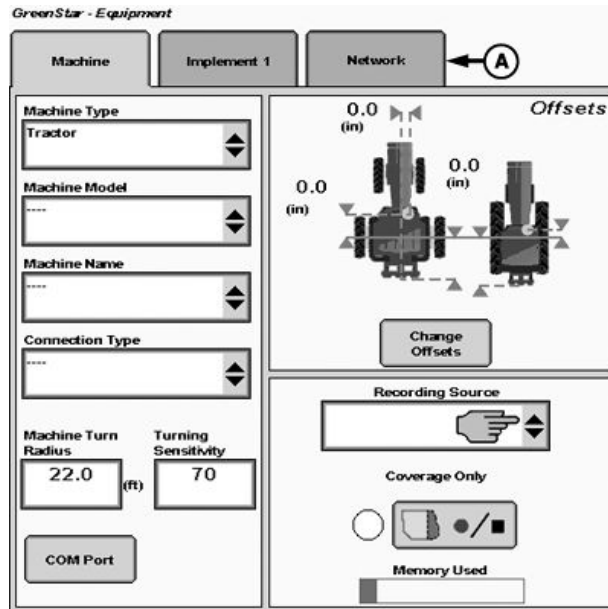 GreenStar - Equipment
Machine
Implement 1
Network
A
Machine Type
Tractor
Machine Model
----
Machine Name
----
Connection Type
----
Machine Turn
Radius
22.0
(ft)
Turning
Sensitivity
70
COM Port
Offsets
0.0
(in)
0.0
(in)
0.0
(in)
Change
Offsets
Recording Source
Coverage Only
Memory Used